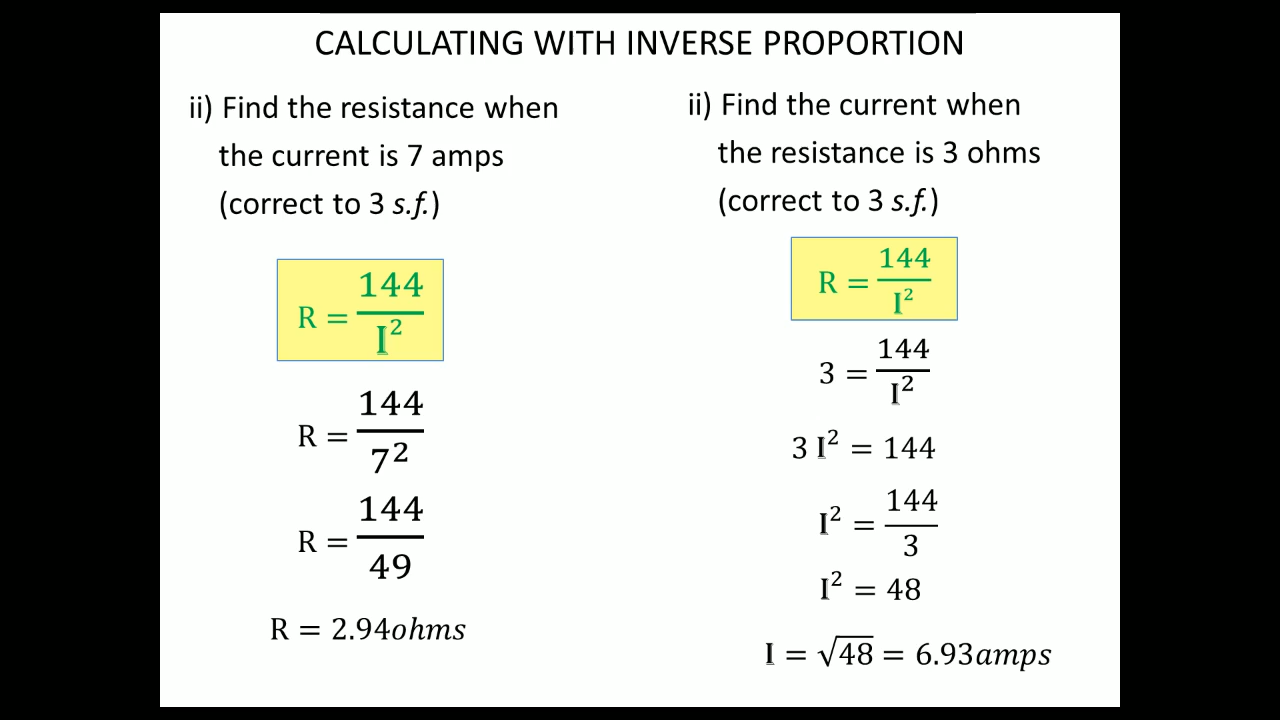 CALCULATING WITH INVERSE PROPORTION
ii) Find the resistance when
the current is 7 amps
(correct to 3 s.f.)
R = 144/I²
R = 144/7²
R = 144/49
R = 2.94ohms
ii) Find the current when
the resistance is 3 ohms
(correct to 3 s.f.)
R = 144/I²
3 = 144/I²
3 I² = 144
I² = 144/3
I² = 48
I = √48 = 6.93amps